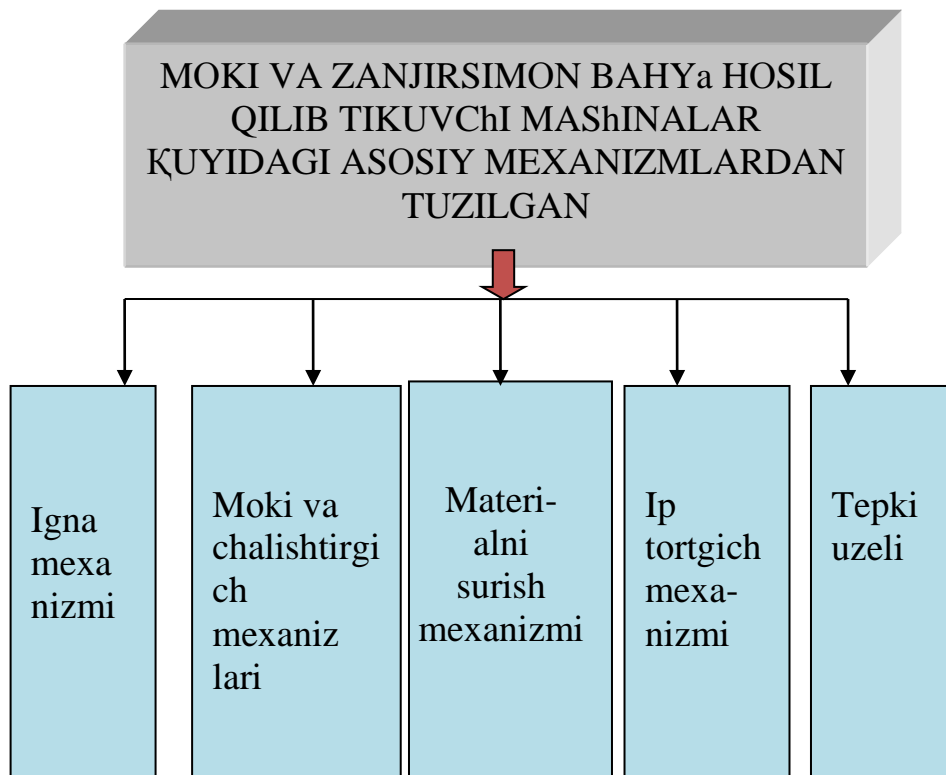 MOKI VA ZANJIRSIMON BAHYa HOSIL
QILIB TIKUVChI MAShINALAR
ҚUYIDAGI ASOSIY MEXANIZMLARDAN
TUZILGAN
Igna
mexa
nizmi
Moki va
chalishtirgi
ch
mexaniz
lari
Materi-
alni
surish
mexanizmi
Ip
tortgich
mexa-
nizmi
Tepki
uzeli